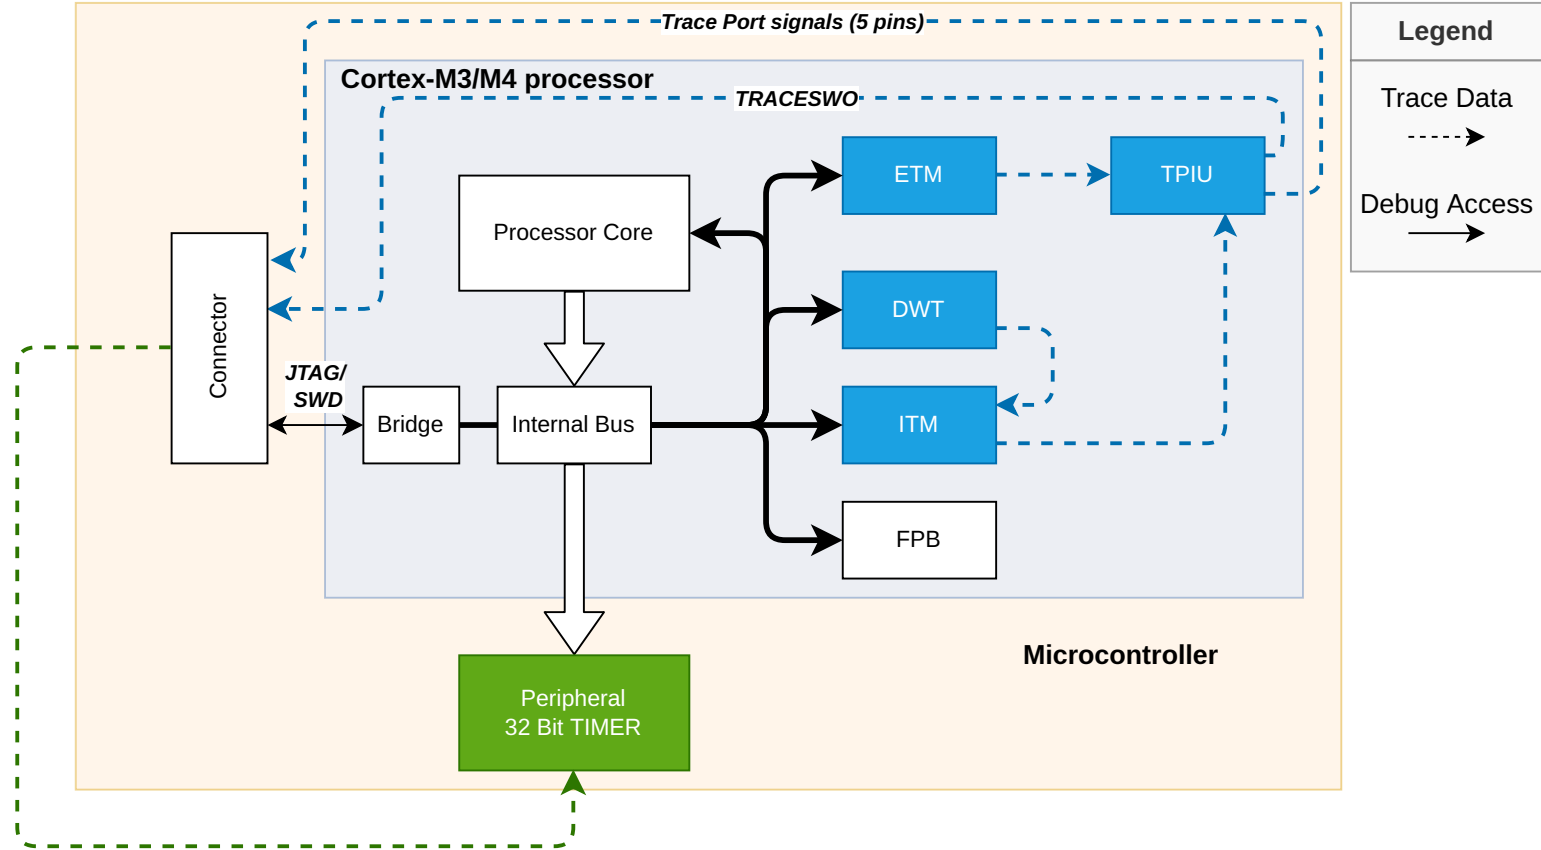 Trace Port signals (5 pins)
Legend
Cortex-M3/M4 processor
TRACESWO
Trace Data
ETM
TPIU
Debug Access
Processor Core
Connector
DWT
JTAG/
SWD
Bridge
Internal Bus
ITM
FPB
Microcontroller
Peripheral
32 Bit TIMER